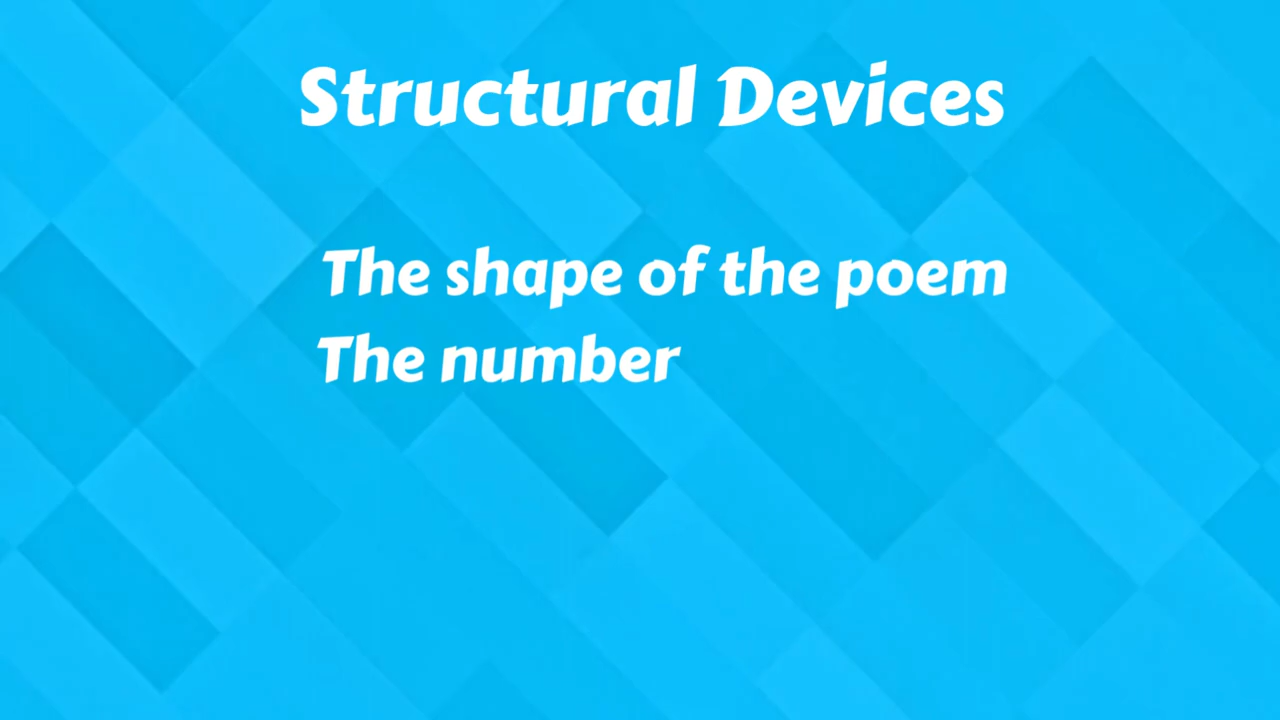 Structural Devices
The shape of the poem
The number